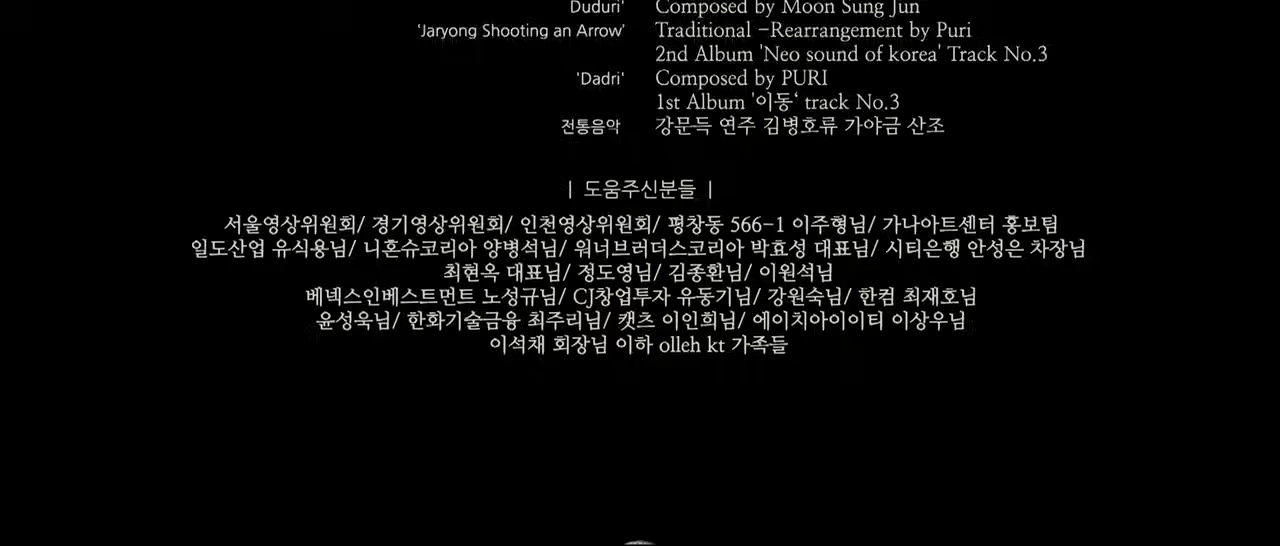 Duduri' Composed by Moon Sung Jun
'Jaryong Shooting an Arrow' Traditional -Rearrangement by Puri
2nd Album 'Neo sound of korea' Track No.3
'Dadri' Composed by PURI
1st Album '이동‘ track No.3
전통음악 강문득 연주 김병호류 가야금 산조
| 도움주신분들 |
서울영상위원회/ 경기영상위원회/ 인천영상위원회/ 평창동 566-1 이주형님/ 가나아트센터 홍보팀
일도산업 유식용님/ 니혼슈코리아 양병석님/ 워너브러더스코리아 박효성 대표님/ 시티은행 안성은 차장님
최현옥 대표님/ 정도영님/ 김종환님/ 이원석님
베넥스인베스트먼트 노성규님/ CJ창업투자 유동기님/ 강원숙님/ 한컴 최재호님
윤성욱님/ 한화기술금융 최주리님/ 캣츠 이인희님/ 에이치아이이티 이상우님
이석채 회장님 이하 olleh kt 가족들